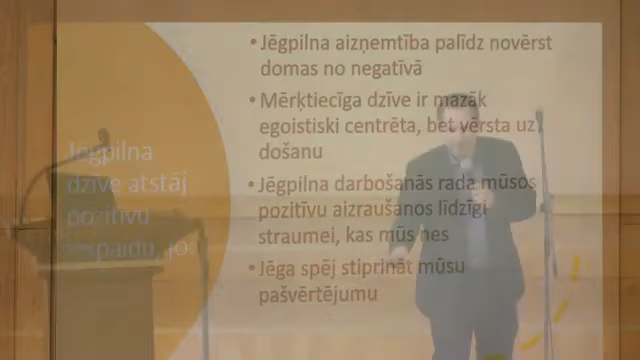 Jēgpilna
dzīve atstāj
pozitīvu
iespaidu, jo
• Jēgpilna aizņemtība palīdz novērst
domas no negatīvā
• Mērķtiecīga dzīve ir mazāk
egoistiski centrēta, bet vērsta uz
došanu
• Jēgpilna darbošanās rada mūsos
pozitīvu aizraušanos līdzīgi
straumei, kas mūs nes
• Jēga spēj stiprināt mūsu
pašvērtējumu